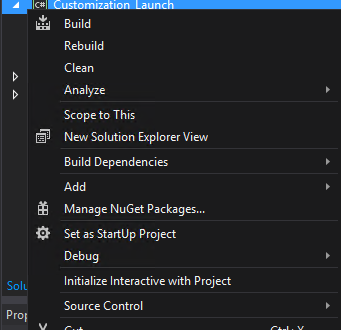 C# Customization Launch
Build
Rebuild
Clean
Analyze
Scope to This
New Solution Explorer View
Build Dependencies
Add
Manage NuGet Packages...
Set as StartUp Project
Debug
Initialize Interactive with Project
Solu
Source Control
Prop
Cut Ctrl+X